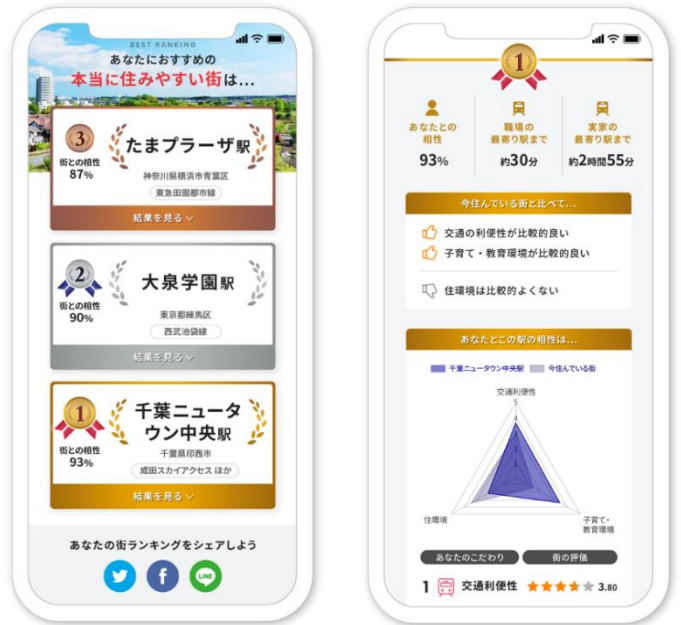 BEST RANKING
あなたにおすすめの
本当に住みやすい街は...
3
街との相性
87%
たまプラーザ駅
神奈川県横浜市青葉区
東急田園都市線
結果を見る
2
街との相性
90%
大泉学園駅
東京都練馬区
西武池袋線
結果を見る
1
街との相性
93%
千葉ニュータ
ウン中央駅
千葉県印西市
成田スカイアクセス ほか
結果を見る
あなたの街ランキングをシェアしよう
f
LINE
1
あなたとの
相性
93%
職場の
最寄り駅まで
約30分
実家の
最寄り駅まで
約2時間55分
今住んでいる街と比べて...
交通の利便性が比較的良い
子育て・教育環境が比較的良い
住環境は比較的よくない
あなたとこの駅の相性は...
千葉ニュータウン中央駅 今住んでいる街
交通利便性
5
4
住環境
子育て・
教育環境
あなたのこだわり 街の評価
1 交通利便性 3.80